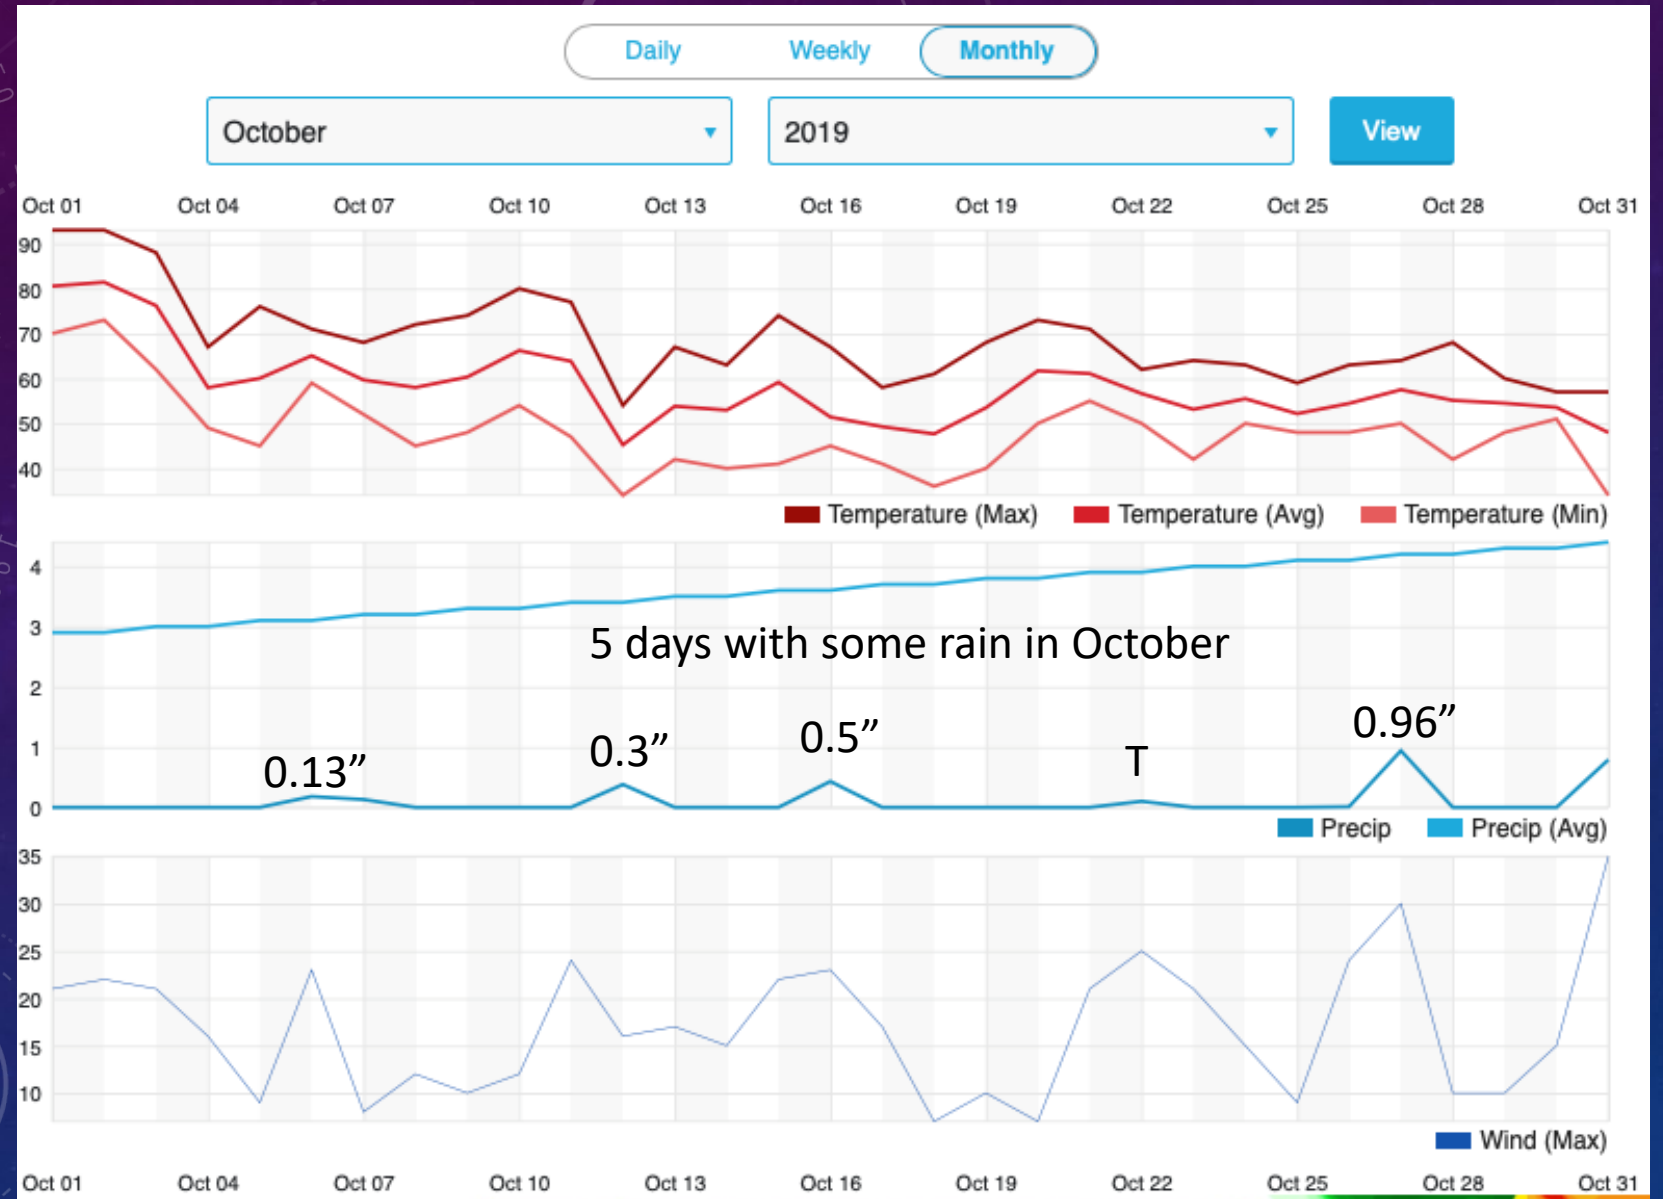 Daily Weekly Monthly
October 2019 View
Oct 01 Oct 04 Oct 07 Oct 10 Oct 13 Oct 16 Oct 19 Oct 22 Oct 25 Oct 28 Oct 31
90
80
70
60
50
40
Temperature (Max) Temperature (Avg) Temperature (Min)
4
3
5 days with some rain in October
2
0.96”
0.5”
0.3”
1
T
0.13”
0
Precip Precip (Avg)
35
30
25
20
15
10
Wind (Max)
Oct 01 Oct 04 Oct 07 Oct 10 Oct 13 Oct 16 Oct 19 Oct 22 Oct 25 Oct 28 Oct 31